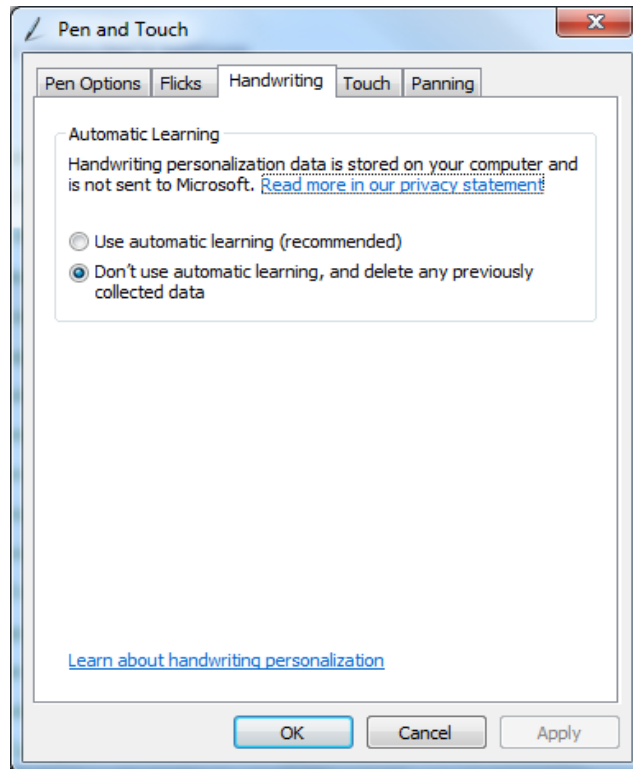 Pen and Touch
Pen Options Flicks Handwriting Touch Panning
Automatic Learning
Handwriting personalization data is stored on your computer and
is not sent to Microsoft. Read more in our privacy statement
Use automatic learning (recommended)
Don't use automatic learning, and delete any previously
collected data
Learn about handwriting personalization
OK Cancel Apply